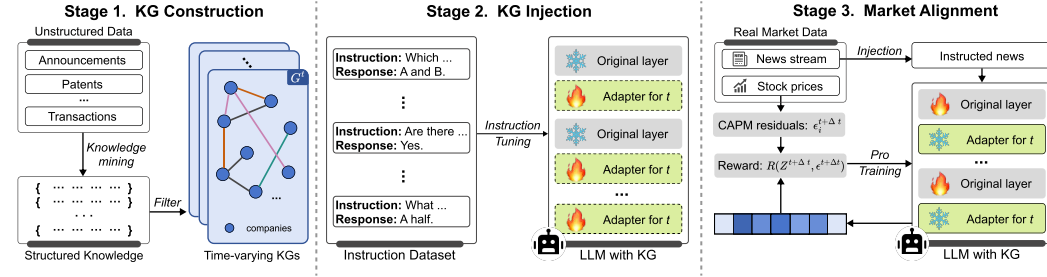 Stage 1. KG Construction
Unstructured Data
Announcements
Patents
...
Transactions
Knowledge
mining
{ ... ... ... ... }
{ ... ... ... ... }
. . .
{ ... ... ... ... }
Structured Knowledge
Filter
G^t
...
companies
Time-varying KGs
Stage 2. KG Injection
Instruction: Which ...
Response: A and B.
Instruction: Are there ...
Response: Yes.
Instruction: What ...
Response: A half.
Instruction Dataset
Instruction
Tuning
Original layer
Adapter for t
Original layer
Adapter for t
...
Adapter for t
LLM with KG
Stage 3. Market Alignment
Real Market Data
News stream
Stock prices
Injection
Instructed news
CAPM residuals: ϵ_i^{t+Δt}
Reward: R(Z^{t+Δt}, ϵ^{t+Δt})
Pro
Training
Original layer
Adapter for t
...
Original layer
Adapter for t
LLM with KG